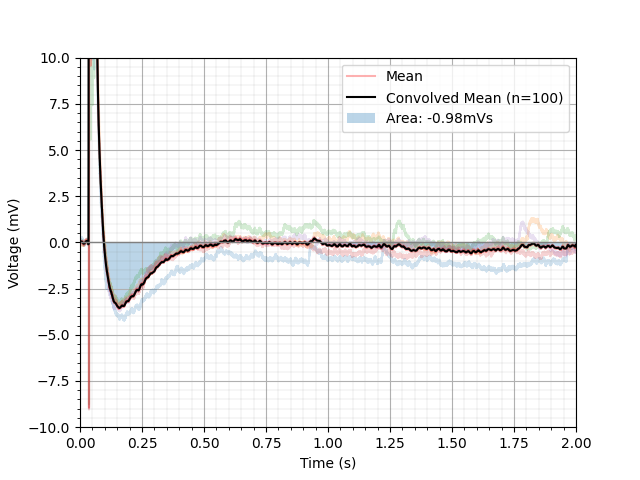 10.0
7.5
5.0
2.5
0.0
−2.5
−5.0
−7.5
−10.0
Voltage (mV)
0.00 0.25 0.50 0.75 1.00 1.25 1.50 1.75 2.00
Time (s)
Mean
Convolved Mean (n=100)
Area: -0.98mVs